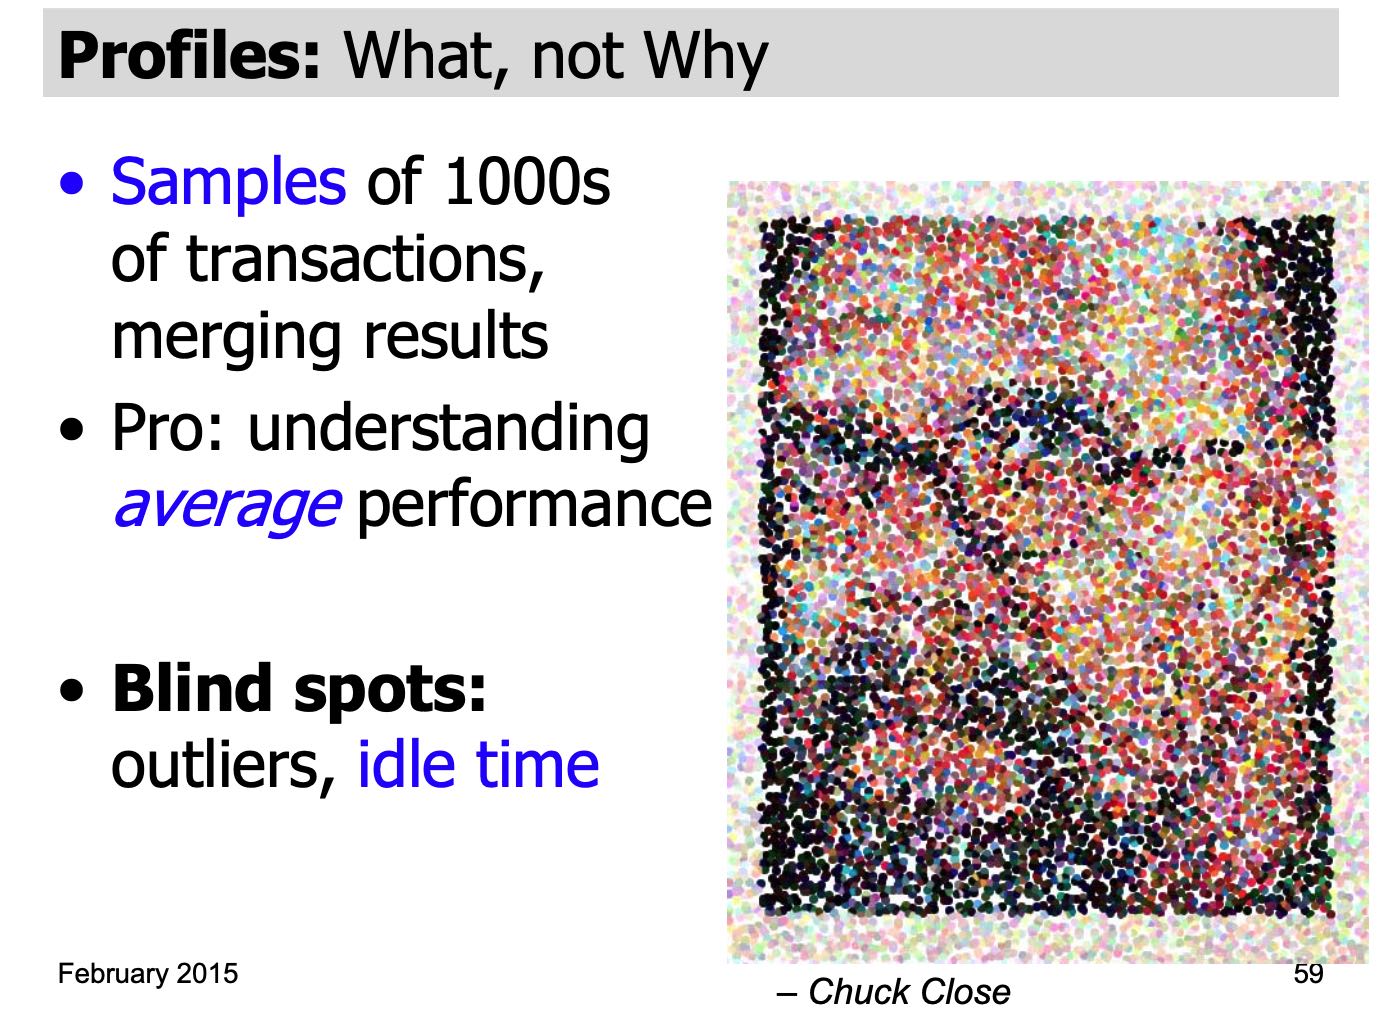 Profiles: What, not Why
• Samples of 1000s
of transactions,
merging results
• Pro: understanding
average performance
• Blind spots:
outliers, idle time
February 2015
59
– Chuck Close